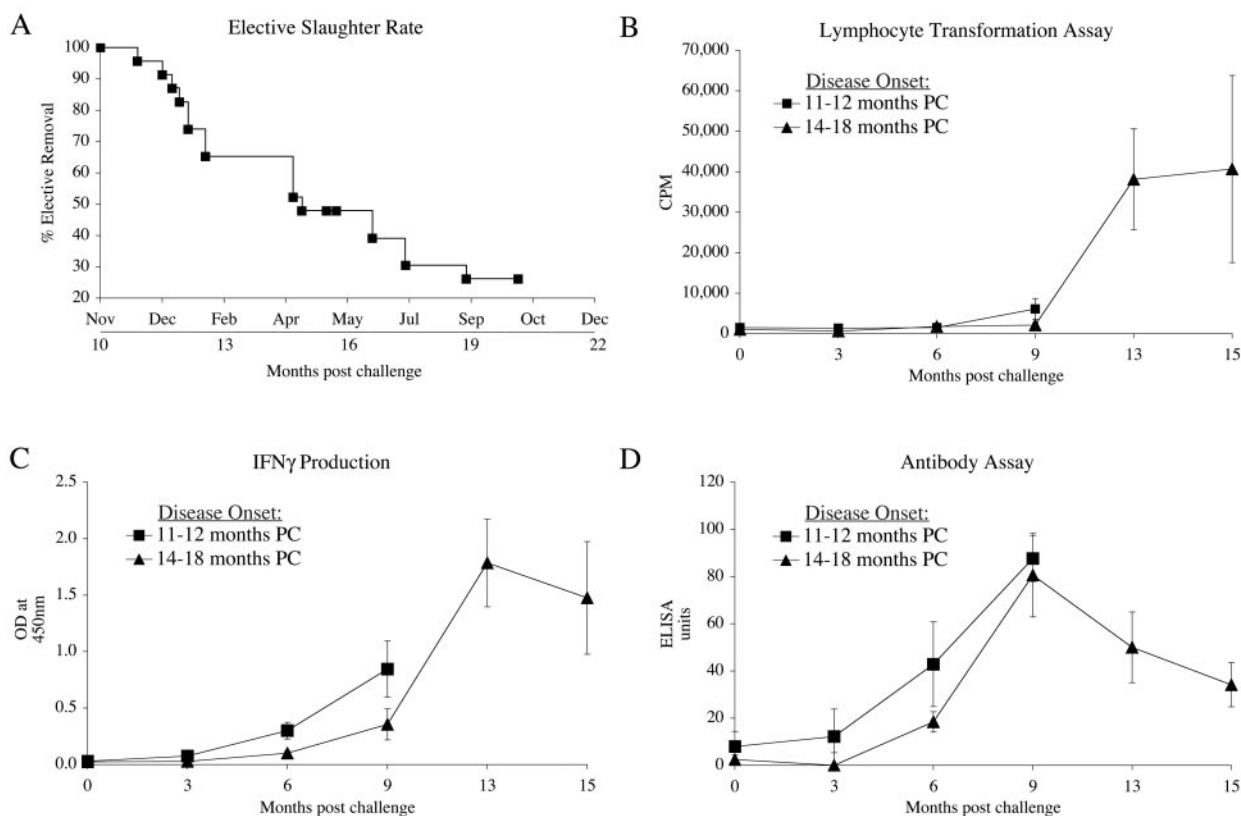 A
Elective Slaughter Rate
% Elective Removal
100
90
80
70
60
50
40
30
20
Nov Dec Feb Apr May Jul Sep Oct Dec
10 13 16 19 22
Months post challenge
B
Lymphocyte Transformation Assay
Disease Onset:
11-12 months PC
14-18 months PC
CPM
70,000
60,000
50,000
40,000
30,000
20,000
10,000
0
0 3 6 9 13 15
Months post challenge
C
IFNγ Production
Disease Onset:
11-12 months PC
14-18 months PC
OD at
450nm
2.5
2.0
1.5
1.0
0.5
0.0
0 3 6 9 13 15
Months post challenge
D
Antibody Assay
Disease Onset:
11-12 months PC
14-18 months PC
ELISA
units
120
100
80
60
40
20
0
0 3 6 9 13 15
Months post challenge